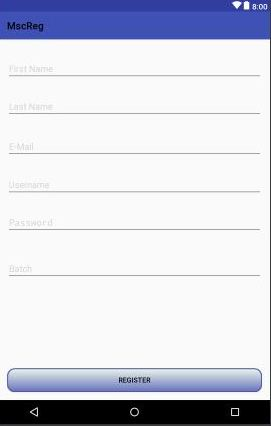 8:00
MscReg
First Name
Last Name
E-Mail
Username
Password
Batch
REGISTER